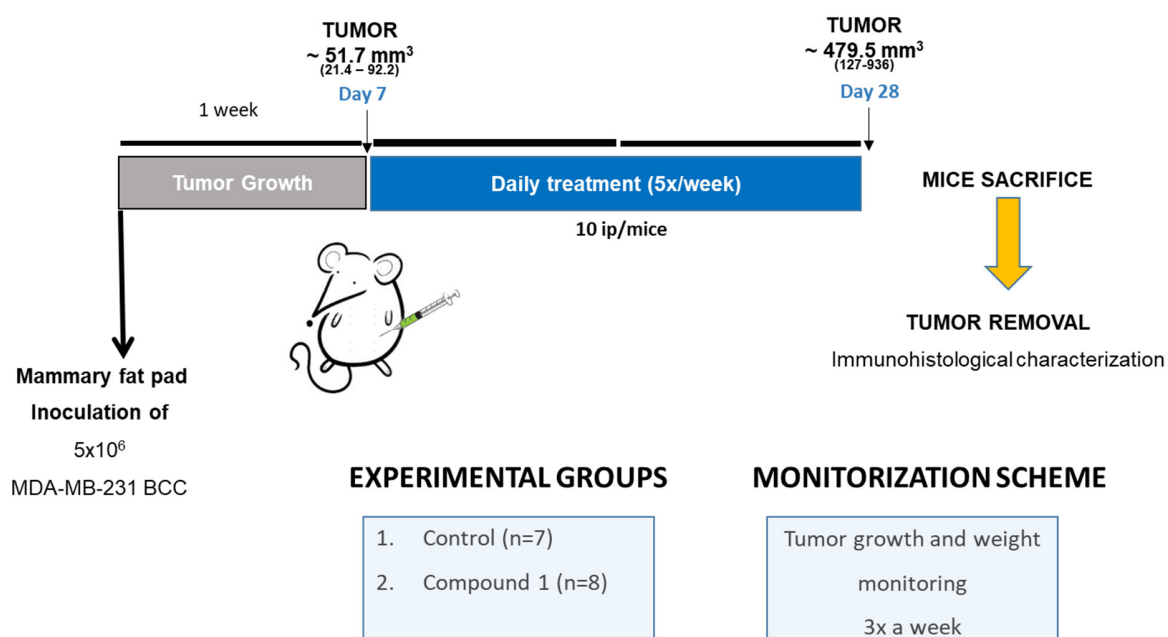 TUMOR
~ 51.7 mm³
(21.4 – 92.2)
Day 7
TUMOR
~ 479.5 mm³
(127-936)
Day 28
1 week
Tumor Growth
Daily treatment (5x/week)
10 ip/mice
MICE SACRIFICE
TUMOR REMOVAL
Immunohistological characterization
Mammary fat pad
Inoculation of
5x10⁶
MDA-MB-231 BCC
EXPERIMENTAL GROUPS
1. Control (n=7)
2. Compound 1 (n=8)
MONITORIZATION SCHEME
Tumor growth and weight
monitoring
3x a week